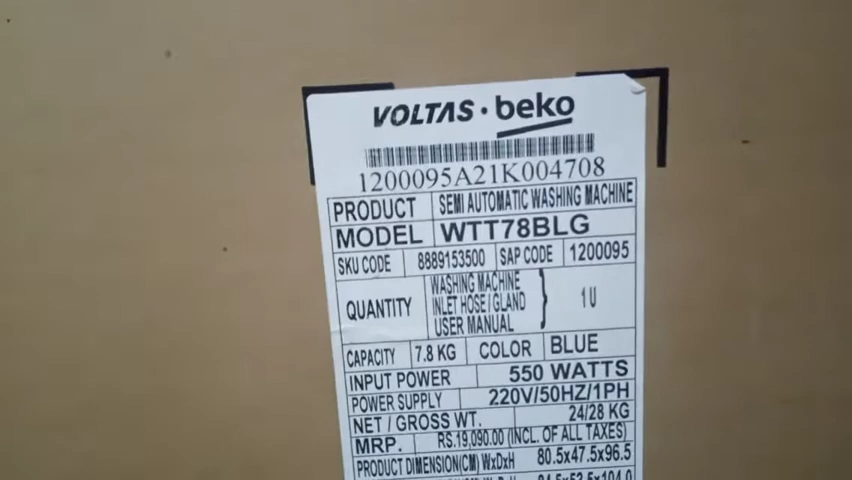 VOLTAS • beko
1200095A21K004708
PRODUCT SEMI AUTOMATIC WASHING MACHINE
MODEL WTT78BLG
SKU CODE 8889153500 SAP CODE 1200095
QUANTITY WASHING MACHINE
INLET HOSE / GLAND
USER MANUAL } 1U
CAPACITY 7.8 KG COLOR BLUE
INPUT POWER 550 WATTS
POWER SUPPLY 220V/50HZ/1PH
NET / GROSS WT. 24/28 KG
MRP. RS.19,090.00 (INCL. OF ALL TAXES)
PRODUCT DIMENSION(CM) WxDxH 80.5x47.5x96.5